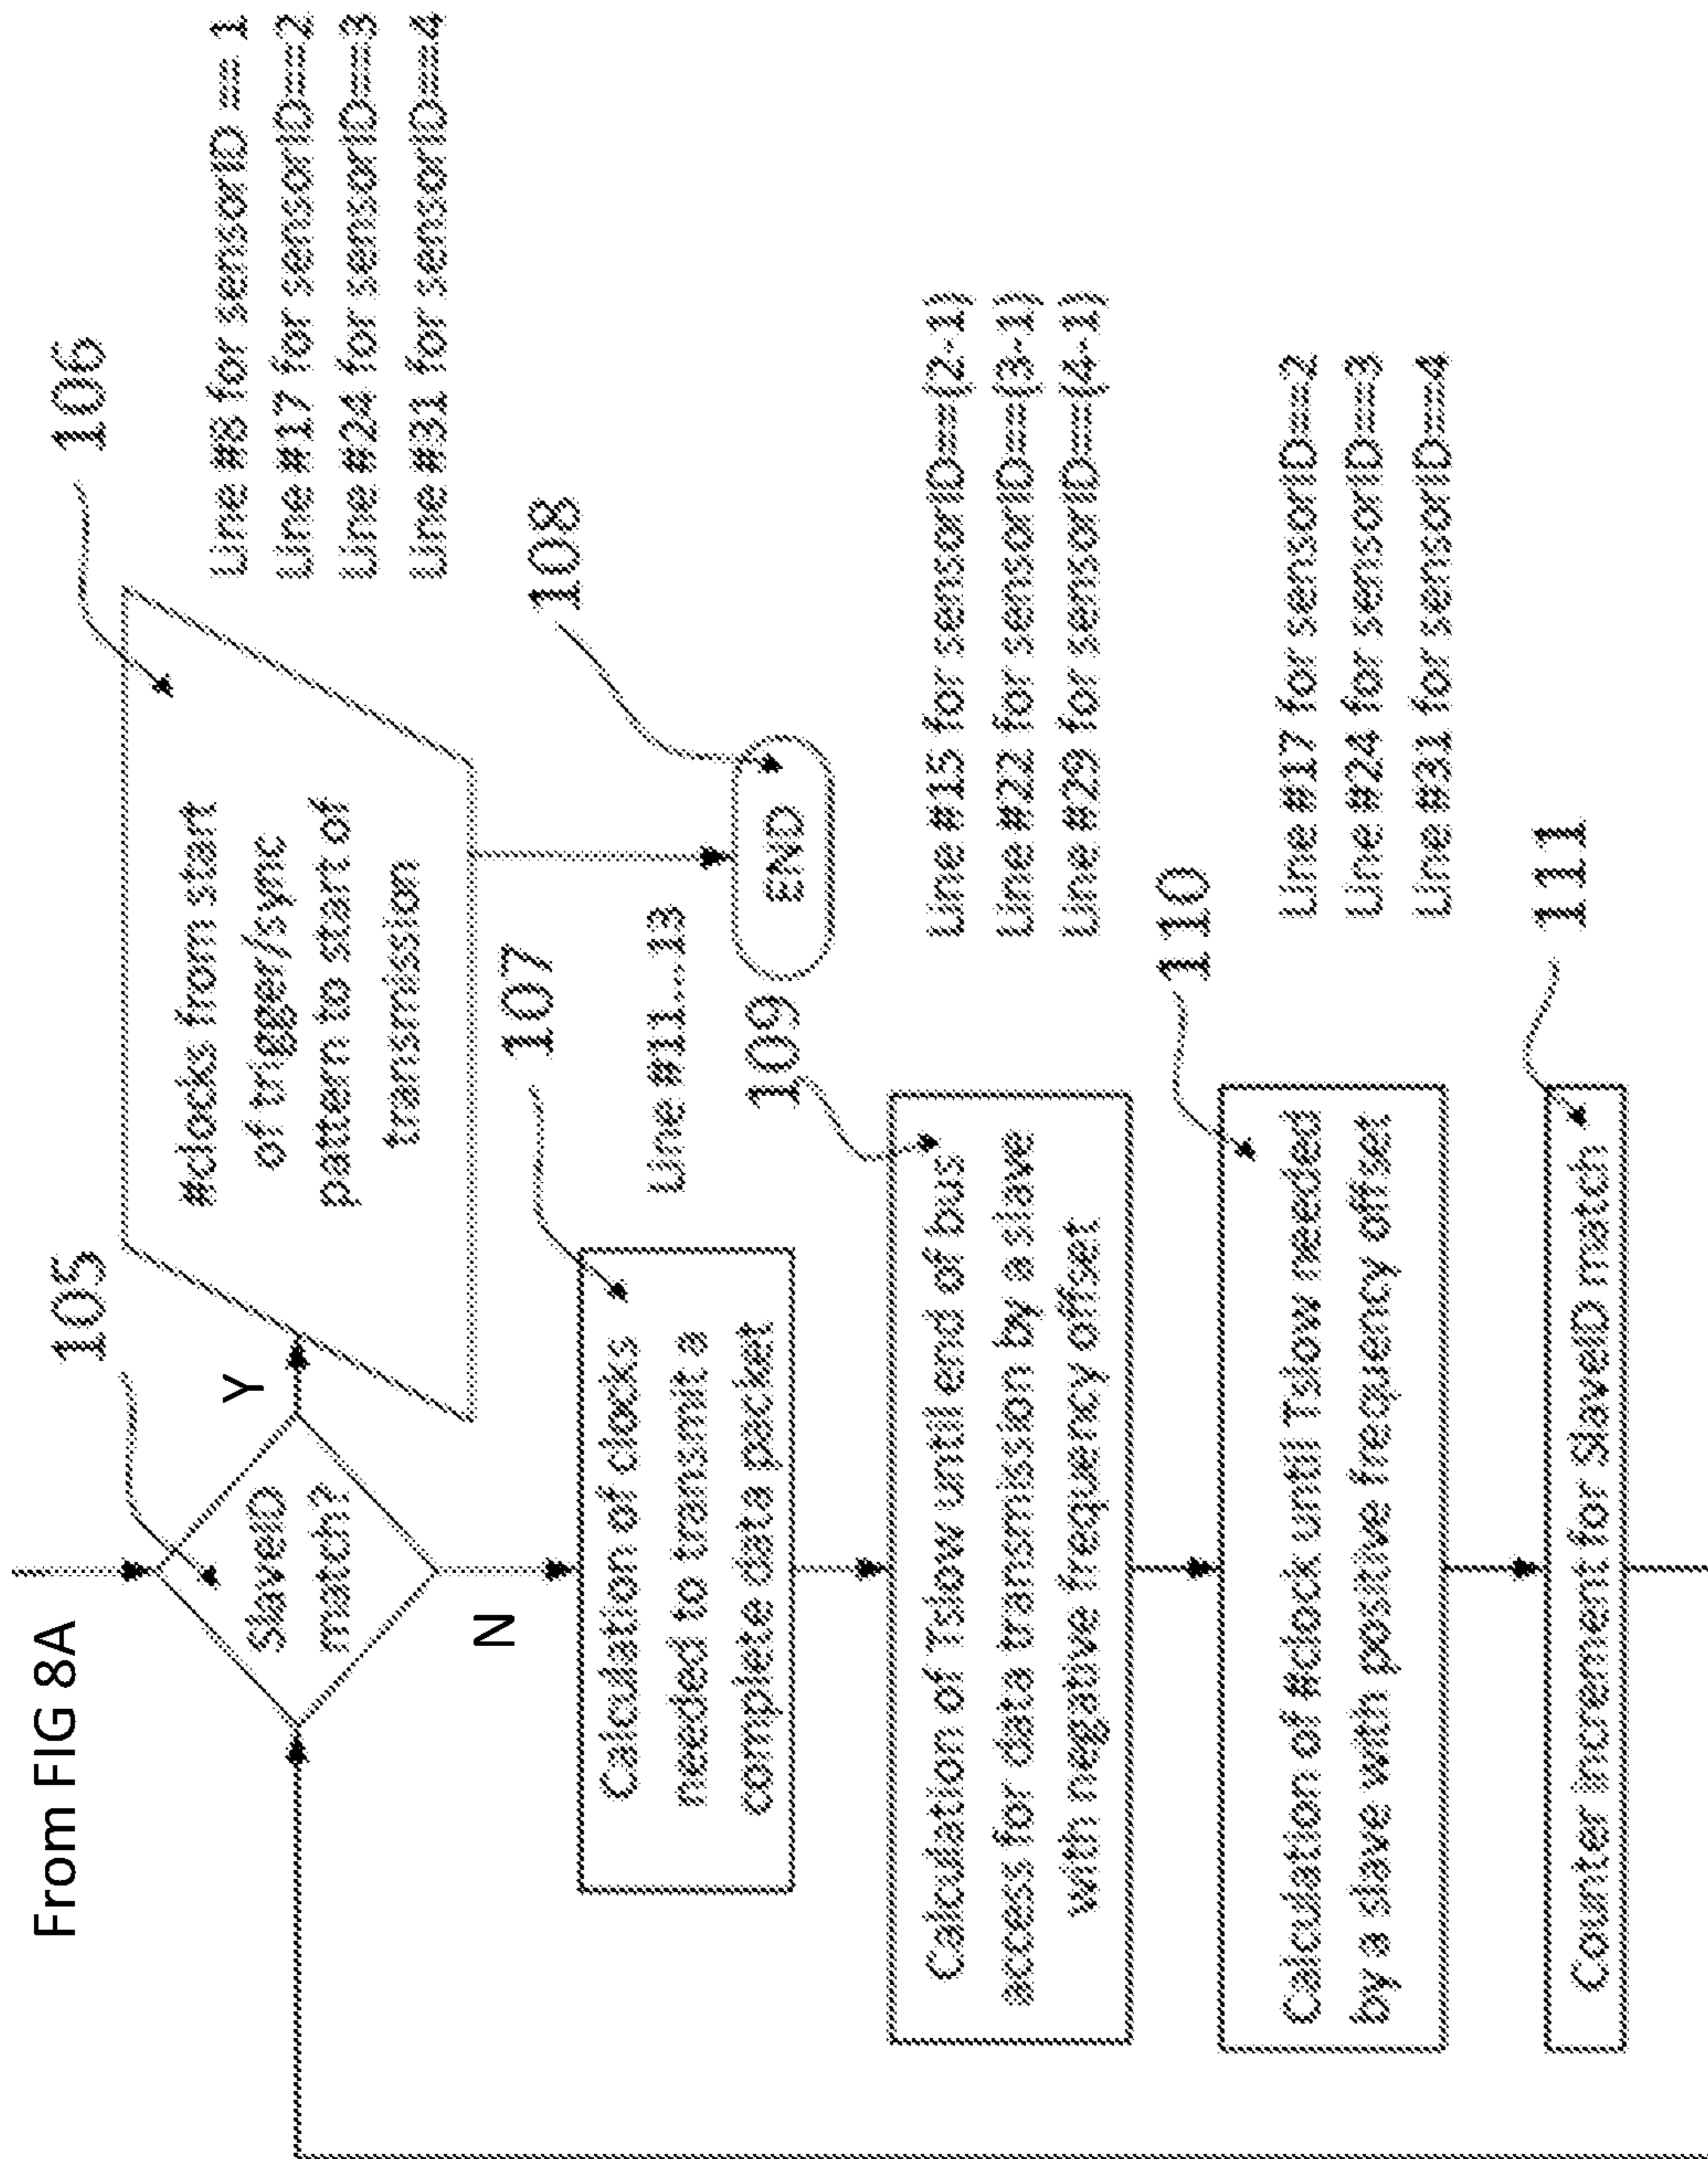 From FIG 8A
105
SlaveID
match?
Y
N
106
#clocks from start
of trigger/sync
pattern to start of
transmission
Line #8 for sensorID == 1
Line #17 for sensorID==2
Line #24 for sensorID==3
Line #31 for sensorID==4
108
END
107
Calculation of clocks
needed to transmit a
complete data packet
Line #11...13
109
Calculation of Tslow until end of bus
access for data transmission by a slave
with negative frequency offset
Line #15 for sensorID==(2-1)
Line #22 for sensorID==(3-1)
Line #29 for sensorID==(4-1)
110
Calculation of #clock until Tslow needed
by a slave with positive frequency offset
Line #17 for sensorID==2
Line #24 for sensorID==3
Line #31 for sensorID==4
111
Counter increment for SlaveID match